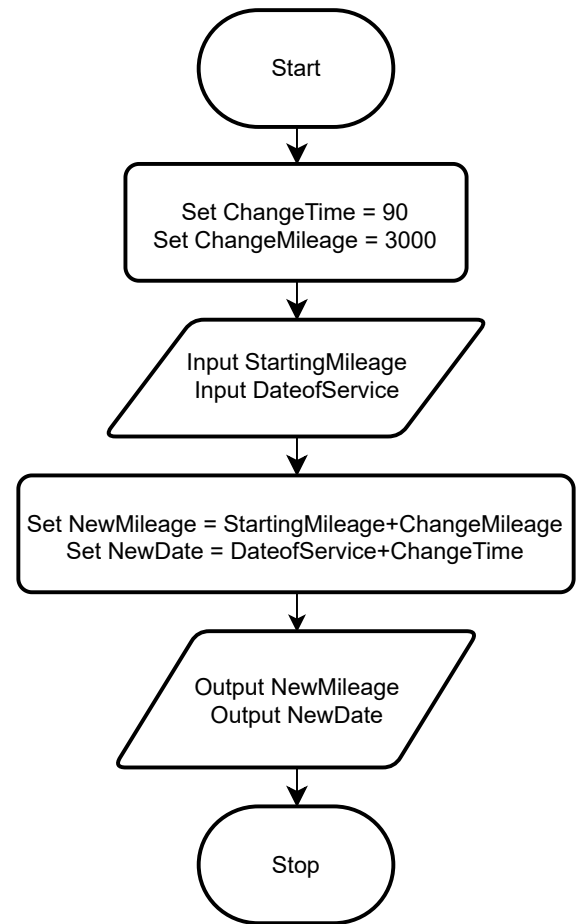 Start
Set ChangeTime = 90
Set ChangeMileage = 3000
Input StartingMileage
Input DateofService
Set NewMileage = StartingMileage+ChangeMileage
Set NewDate = DateofService+ChangeTime
Output NewMileage
Output NewDate
Stop